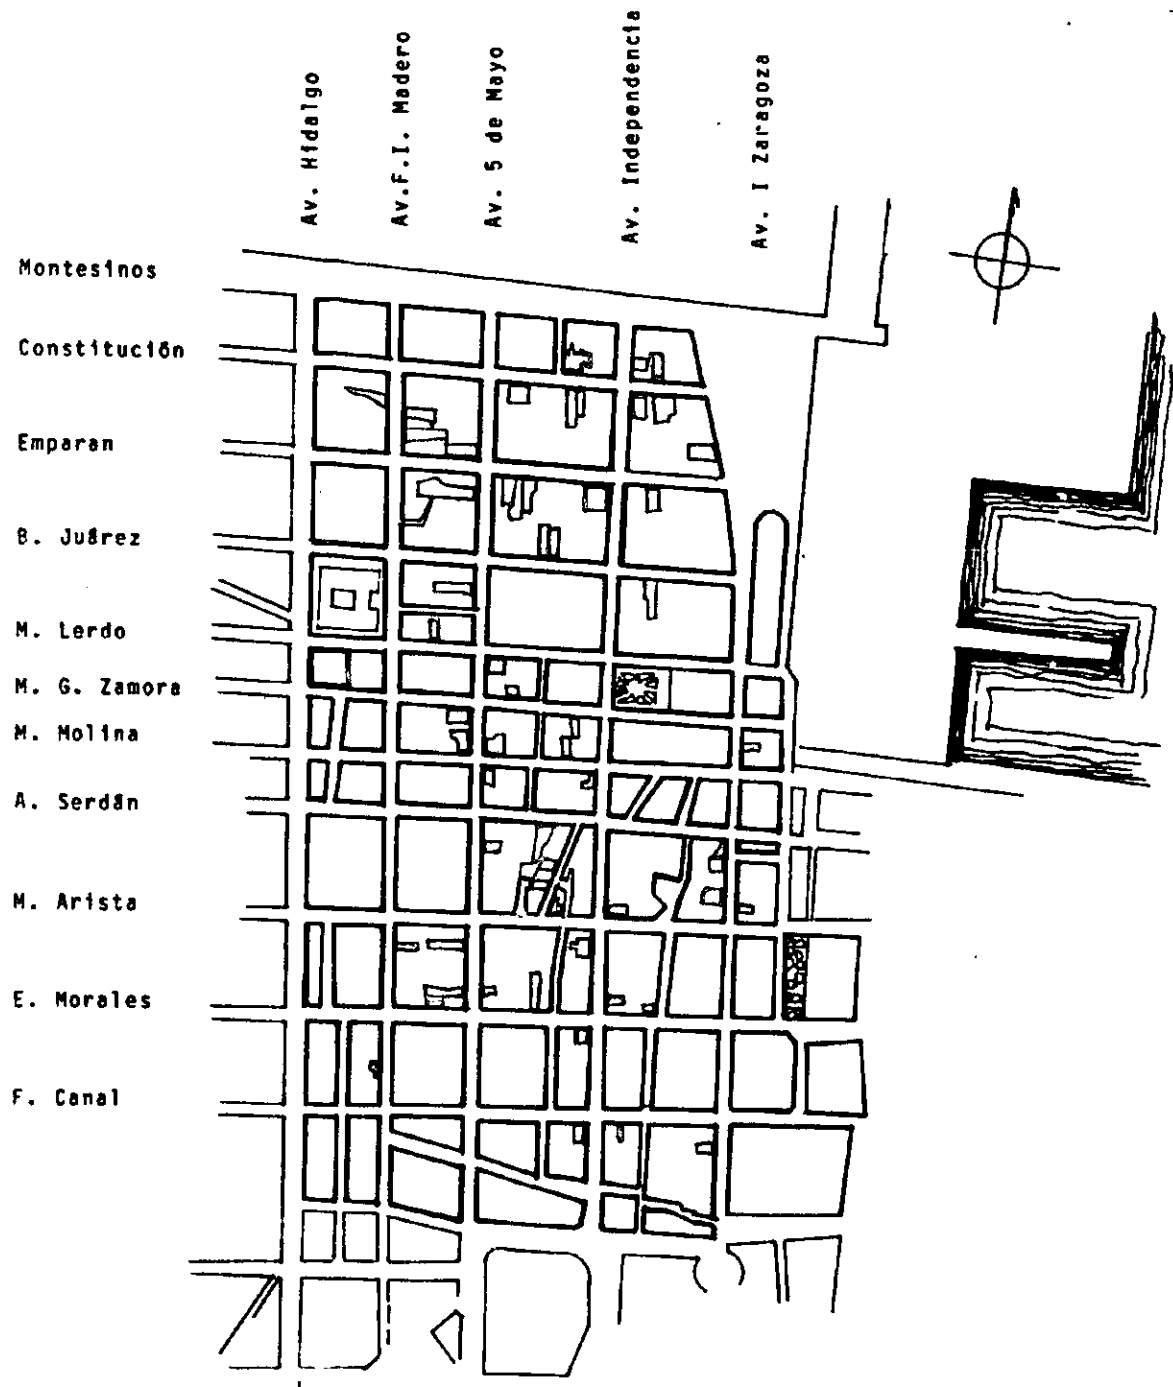 Av. Hidalgo
Av.F.I. Madero
Av. 5 de Mayo
Av. Independencia
Av. I Zaragoza
Montesinos
Constitución
Emparan
B. Juárez
M. Lerdo
M. G. Zamora
M. Molina
A. Serdán
M. Arista
E. Morales
F. Canal